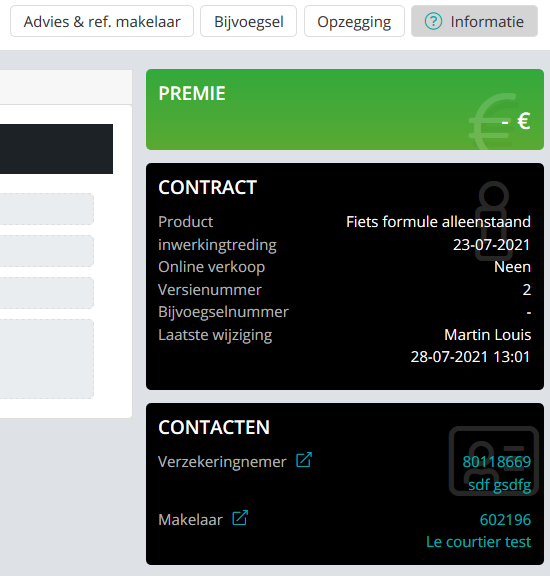 Advies & ref. makelaar Bijvoegsel Opzegging ? Informatie
PREMIE
- €
CONTRACT
Product Fiets formule alleenstaand
inwerkingtreding 23-07-2021
Online verkoop Neen
Versienummer 2
Bijvoegselnummer -
Laatste wijziging Martin Louis
28-07-2021 13:01
CONTACTEN
Verzekeringnemer 80118669
sdf gsdfg
Makelaar 602196
Le courtier test